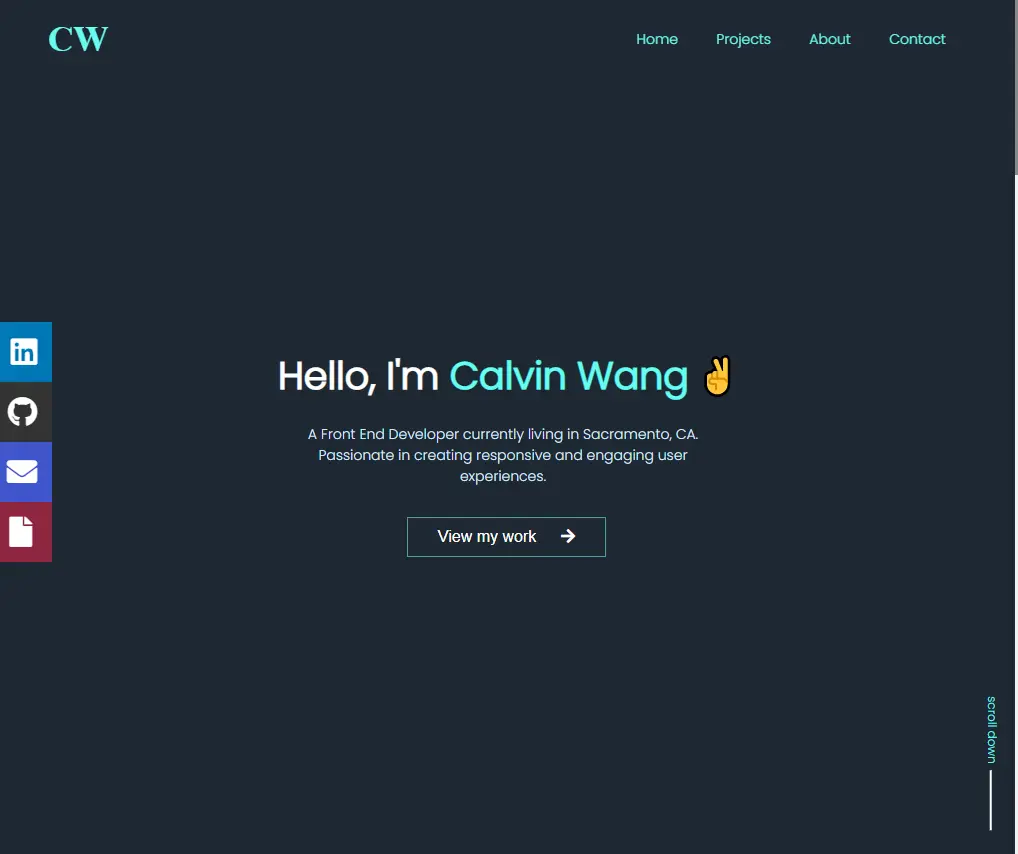 CW
Home Projects About Contact
Hello, I'm Calvin Wang ✌
A Front End Developer currently living in Sacramento, CA.
Passionate in creating responsive and engaging user
experiences.
View my work
scroll down